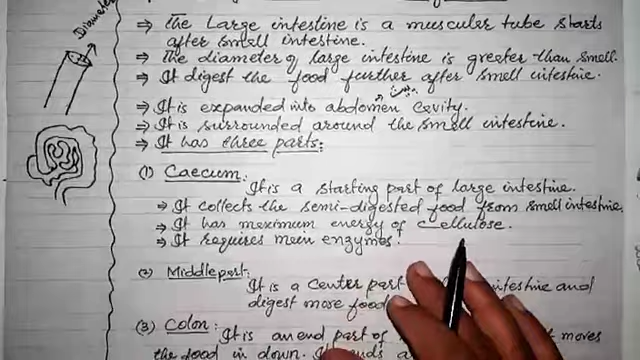 Diameter
⇒ The Large intestine is a muscular tube starts
after small intestine.
⇒ The diameter of large intestine is greater than small.
⇒ It digest the food further after small intestine.
⇒ It is expanded into abdomen cavity.
⇒ It is surrounded around the small intestine.
⇒ It has three parts:
(1) Caecum.
It is a starting part of large intestine.
⇒ It collects the semi-digested food from small intestine.
⇒ It has maximum energy of cellulose.
⇒ It requires main enzymes.
(2) Middle part:
It is a center part intestine and
digest more food
(3) Colon: It is an end part of moves
the food in down.